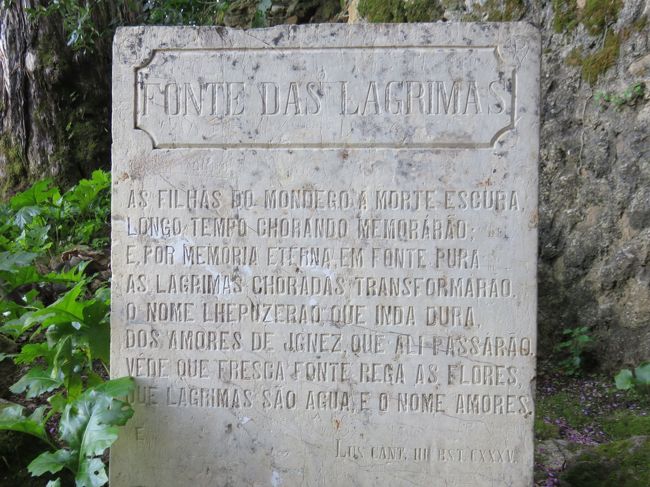 FONTE DAS LAGRIMAS
AS FILHAS DO MONDEGO, A MORTE ESCURA,
LONGO TEMPO CHORANDO MEMORÁRÃO;
E, POR MEMORIA ETERNA, EM FONTE PURA
AS LAGRIMAS CHORADAS TRANSFORMARÃO.
O NOME LHE PUZERÃO, QUE INDA DURA,
DOS AMORES DE JGNEZ, QUE ALI PASSARÃO,
VÊDE QUE FRESCA FONTE REGA AS FLORES,
QUE LAGRIMAS SÃO AGUA, E O NOME AMORES.
LUS CANT. III EST. CXXXV.